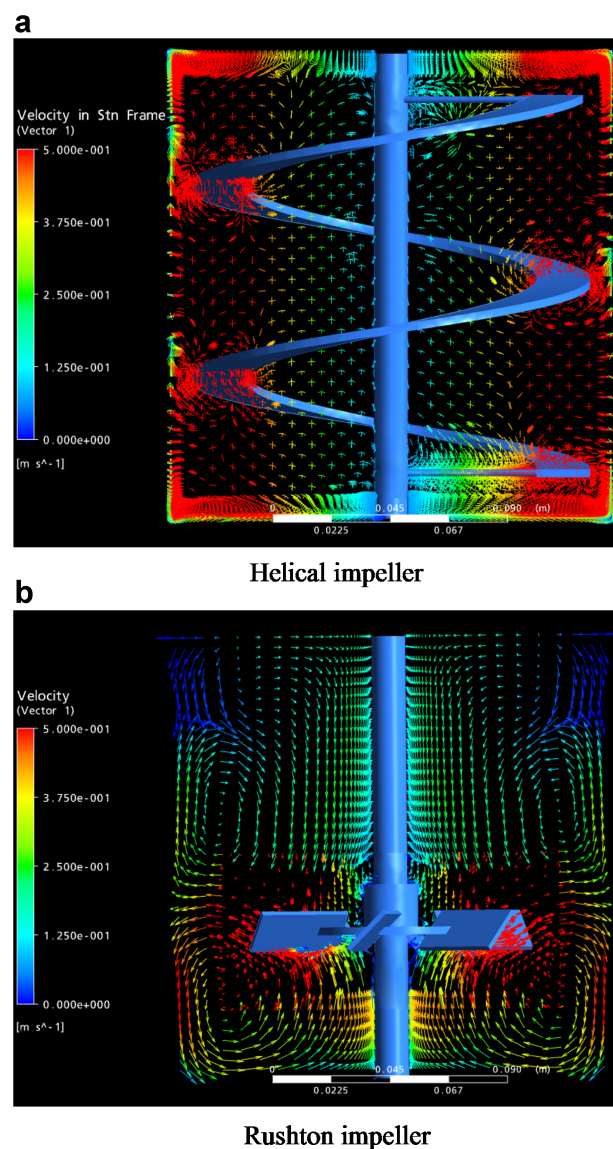 a
Velocity in Stn Frame
(Vector 1)
5.000e-001
3.750e-001
2.500e-001
1.250e-001
0.000e+000
[m s^-1]
0 0.045 0.090 (m)
0.0225 0.067
Helical impeller
b
Velocity
(Vector 1)
5.000e-001
3.750e-001
2.500e-001
1.250e-001
0.000e+000
[m s^-1]
0 0.045 0.090 (m)
0.0225 0.067
Rushton impeller